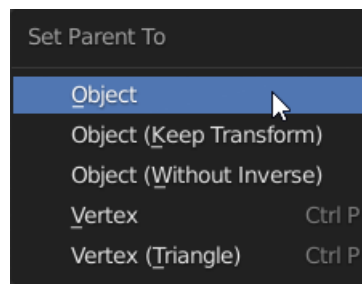 Set Parent To
Object
Object (Keep Transform)
Object (Without Inverse)
Vertex Ctrl P
Vertex (Triangle) Ctrl P